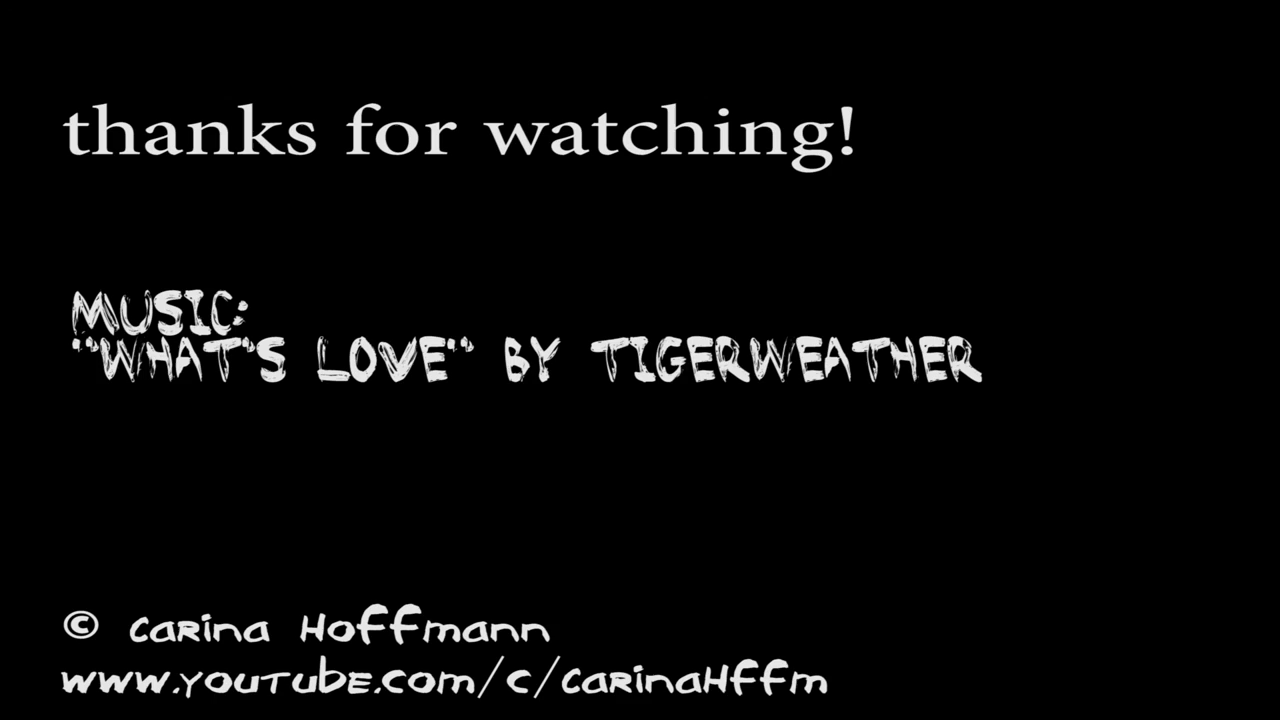 thanks for watching!
MUSIC:
"WHAT'S LOVE" BY TIGERWEATHER
© Carina Hoffmann
www.youtube.com/c/carinaHffm